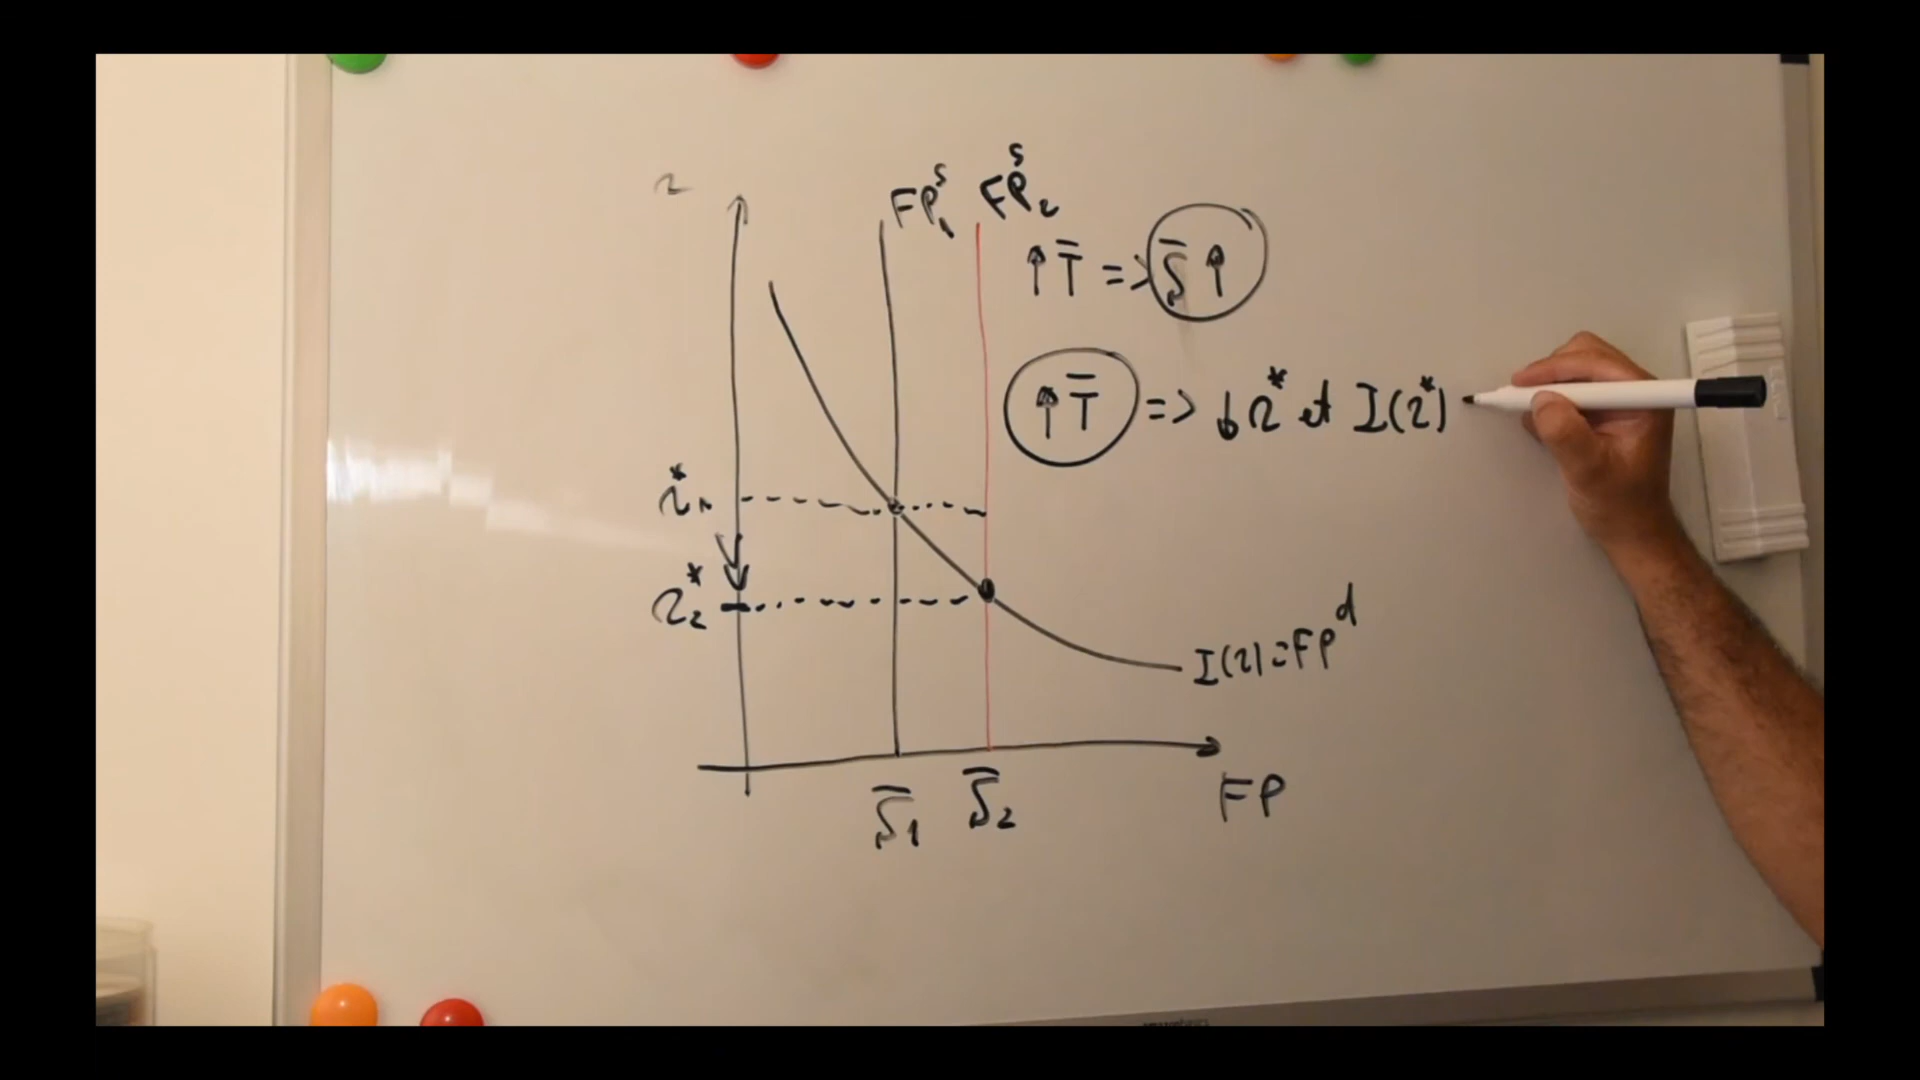 r
FP₁ˢ FP₂ˢ
↑T̄ => S̄↑
↑T̄ => ↓r* et I(r*)
r₁*
r₂*
I(r)=FPᵈ
S̄₁ S̄₂
FP